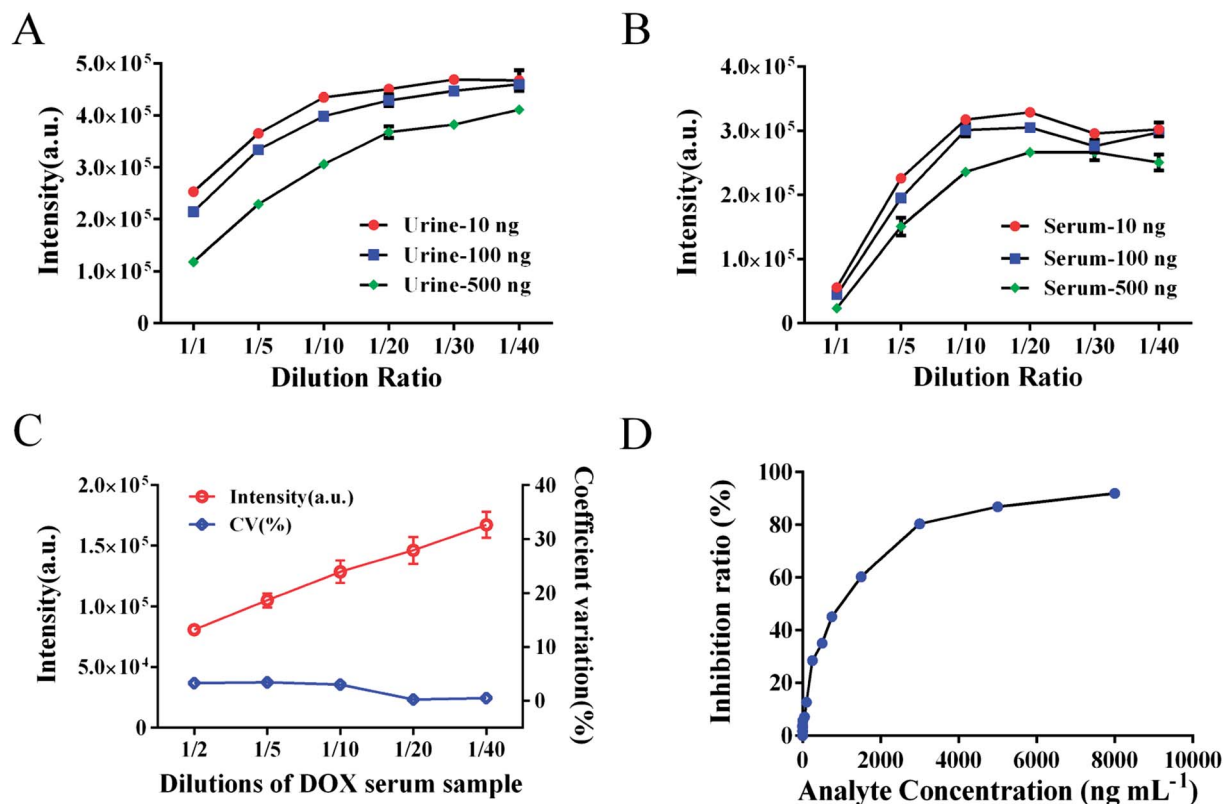 A
Intensity(a.u.)
5.0×10⁵
4.0×10⁵
3.0×10⁵
2.0×10⁵
1.0×10⁵
0
Urine-10 ng
Urine-100 ng
Urine-500 ng
1/1 1/5 1/10 1/20 1/30 1/40
Dilution Ratio
B
Intensity(a.u.)
4.0×10⁵
3.0×10⁵
2.0×10⁵
1.0×10⁵
0
Serum-10 ng
Serum-100 ng
Serum-500 ng
1/1 1/5 1/10 1/20 1/30 1/40
Dilution Ratio
C
Intensity(a.u.)
2.0×10⁵
1.5×10⁵
1.0×10⁵
5.0×10⁴
0
Intensity(a.u.)
CV(%)
40
30
20
10
0
Coefficient
variation(%)
1/2 1/5 1/10 1/20 1/40
Dilutions of DOX serum sample
D
Inhibition ratio (%)
100
80
60
40
20
0
0 2000 4000 6000 8000 10000
Analyte Concentration (ng mL⁻¹)